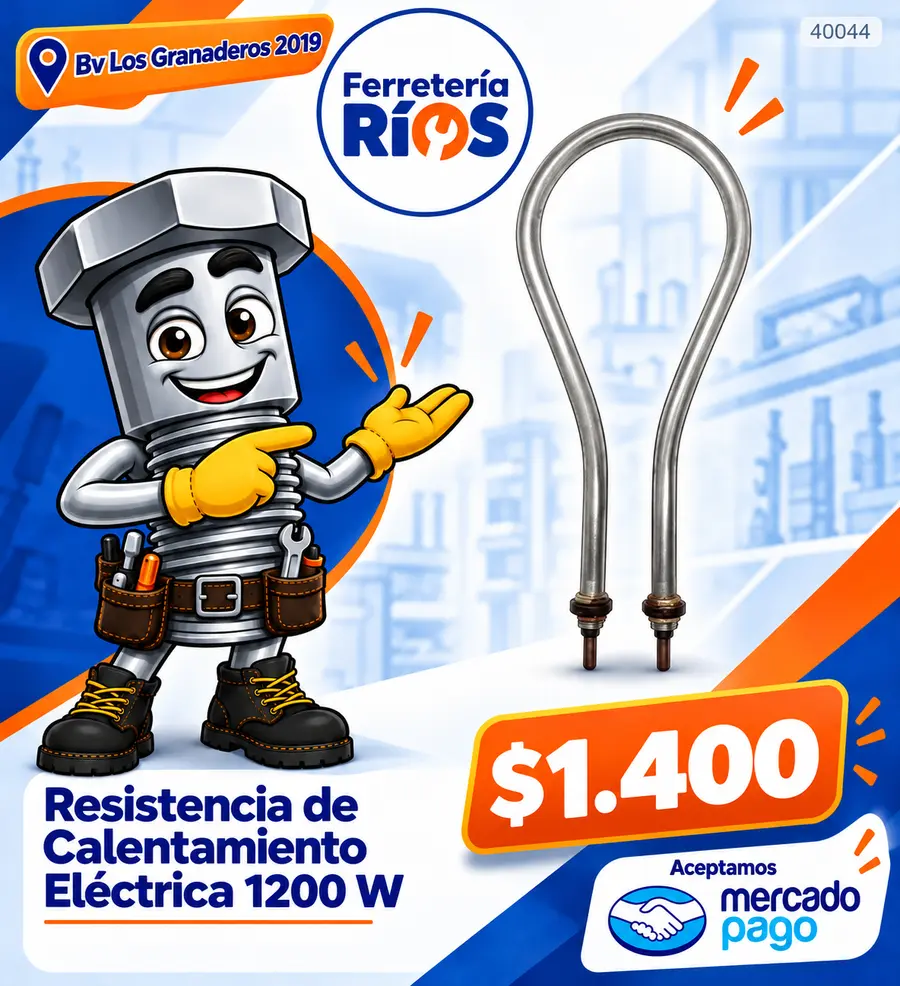 Bv Los Granaderos 2019
Ferretería
RÍOS
40044
$1.400
Resistencia de
Calentamiento
Eléctrica 1200 W
Aceptamos
mercado
pago